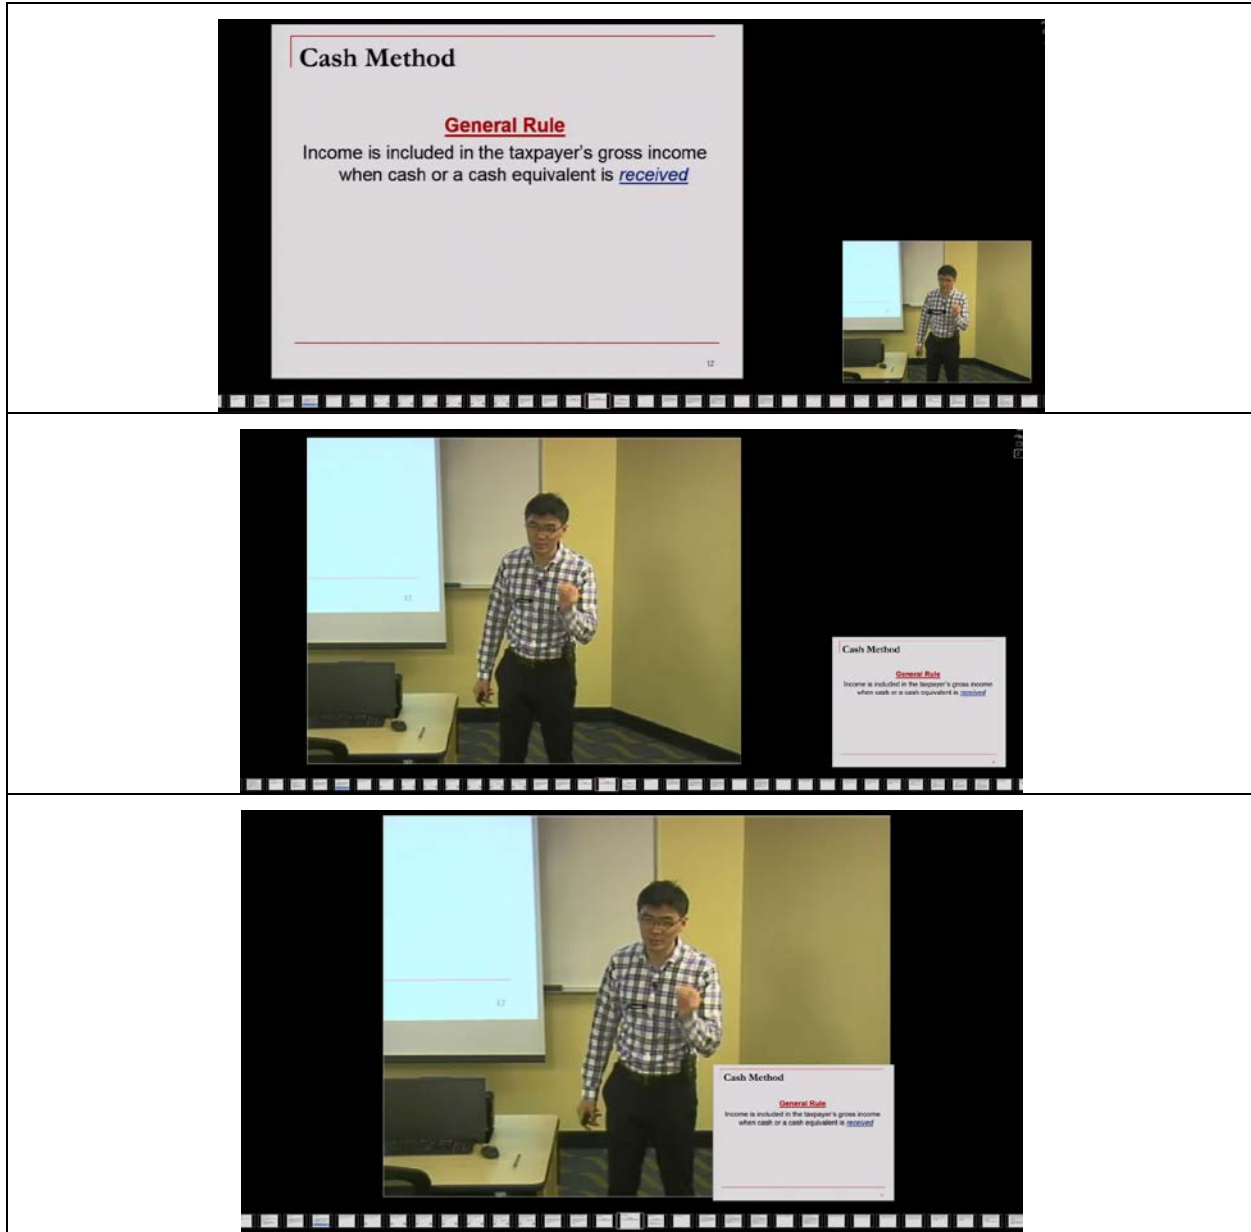 Cash Method
General Rule
Income is included in the taxpayer's gross income
when cash or a cash equivalent is received
12
12
Cash Method
General Rule
Income is included in the taxpayer's gross income
when cash or a cash equivalent is received
12
Cash Method
General Rule
Income is included in the taxpayer's gross income
when cash or a cash equivalent is received